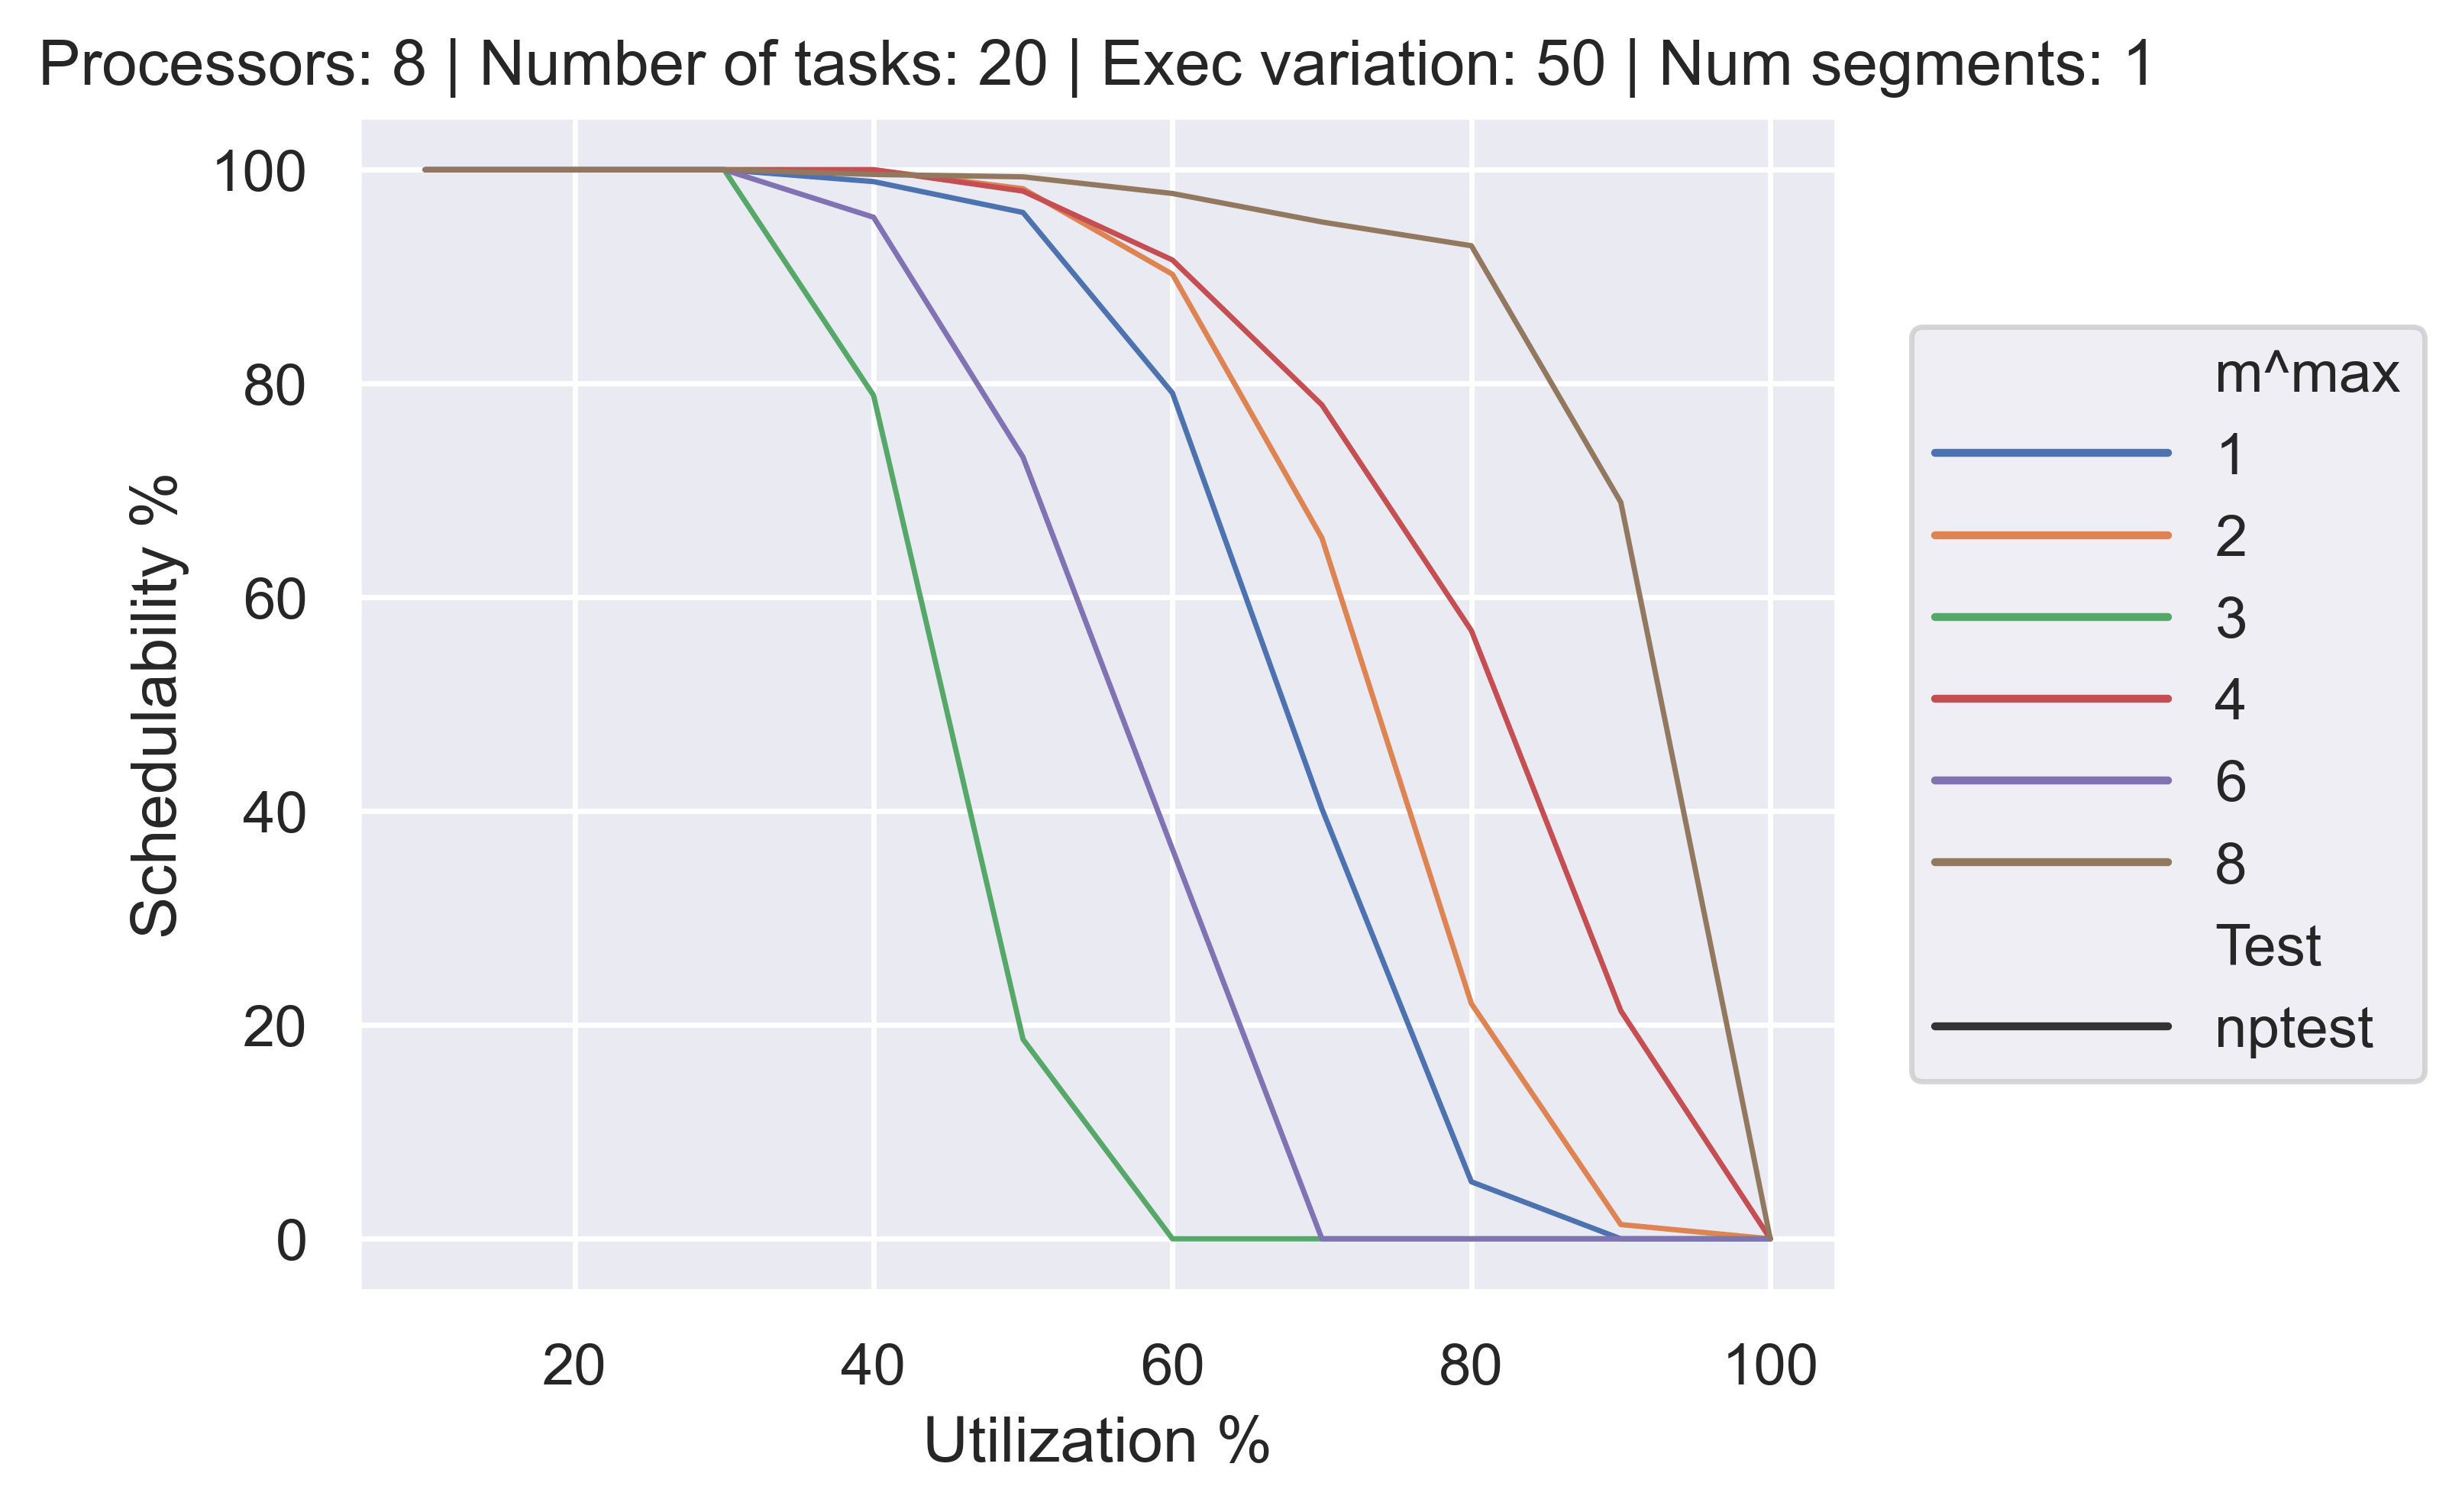 Processors: 8 | Number of tasks: 20 | Exec variation: 50 | Num segments: 1
100
80
60
40
20
0
Schedulability %
20 40 60 80 100
Utilization %
m^max
1
2
3
4
6
8
Test
nptest